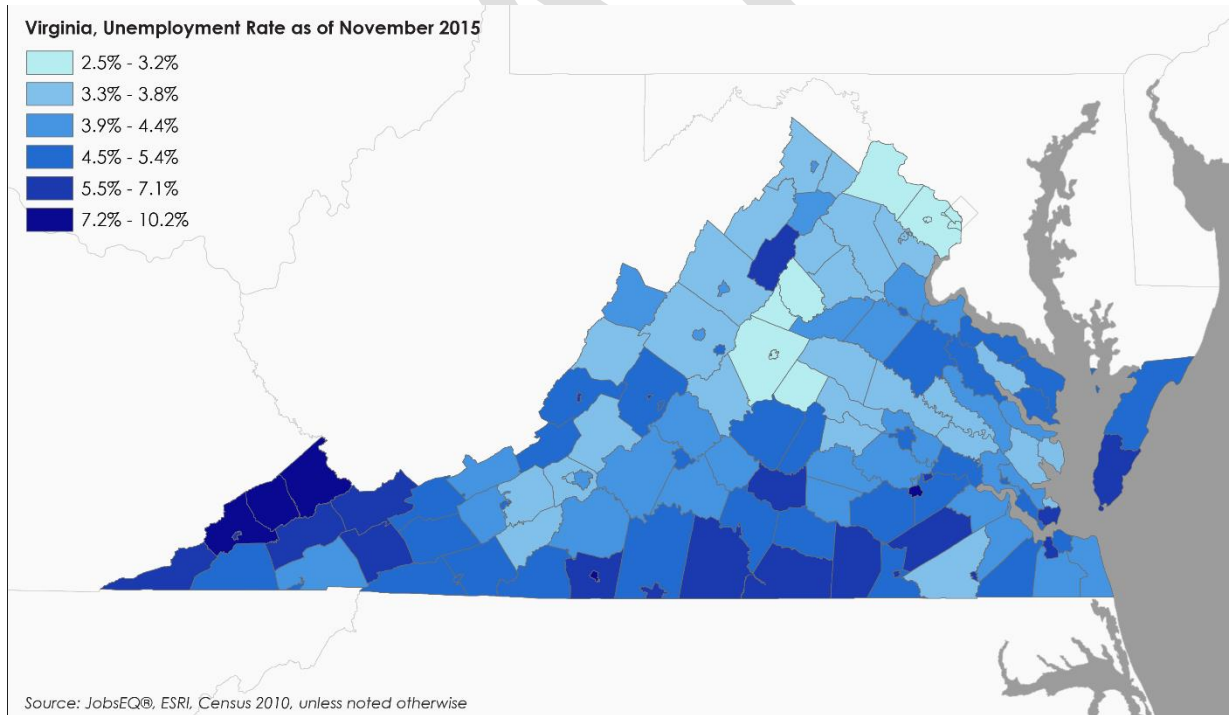 Virginia, Unemployment Rate as of November 2015
2.5% - 3.2%
3.3% - 3.8%
3.9% - 4.4%
4.5% - 5.4%
5.5% - 7.1%
7.2% - 10.2%
Source: JobsEQ®, ESRI, Census 2010, unless noted otherwise